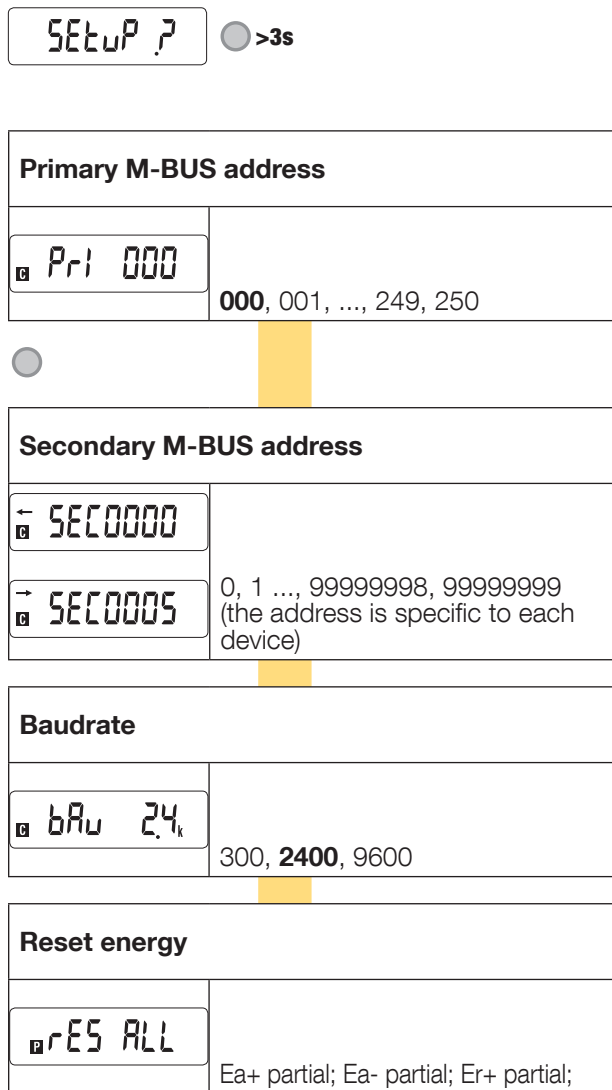 SEtuP ?
>3s
Primary M-BUS address
C Pri 000
000, 001, ..., 249, 250
Secondary M-BUS address
← C SEC0000
→ C SEC0005
0, 1 ..., 99999998, 99999999
(the address is specific to each
device)
Baudrate
C bAu 2.4k
300, 2400, 9600
Reset energy
P rES ALL
Ea+ partial; Ea- partial; Er+ partial;